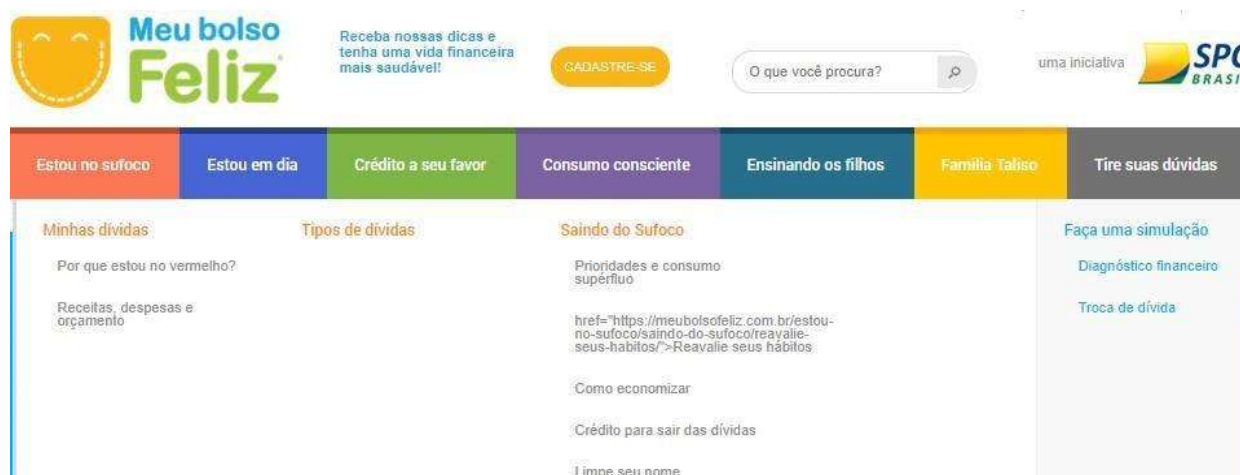 Meu bolso
Feliz
Receba nossas dicas e
tenha uma vida financeira
mais saudável!
CADASTRE-SE
O que você procura?
uma iniciativa
SPC
BRASI
Estou no sufoco
Estou em dia
Crédito a seu favor
Consumo consciente
Ensinando os filhos
Familia Taliso
Tire suas dúvidas
Minhas dívidas
Por que estou no vermelho?
Receitas, despesas e
orçamento
Tipos de dívidas
Saindo do Sufoco
Prioridades e consumo
supérfluo
href="https://meubolsofeliz.com.br/estou-
no-sufoco/saindo-do-sufoco/reavalie-
seus-habitos/">Reavalie seus hábitos
Como economizar
Crédito para sair das dívidas
Limpe seu nome
Faça uma simulação
Diagnóstico financeiro
Troca de dívida